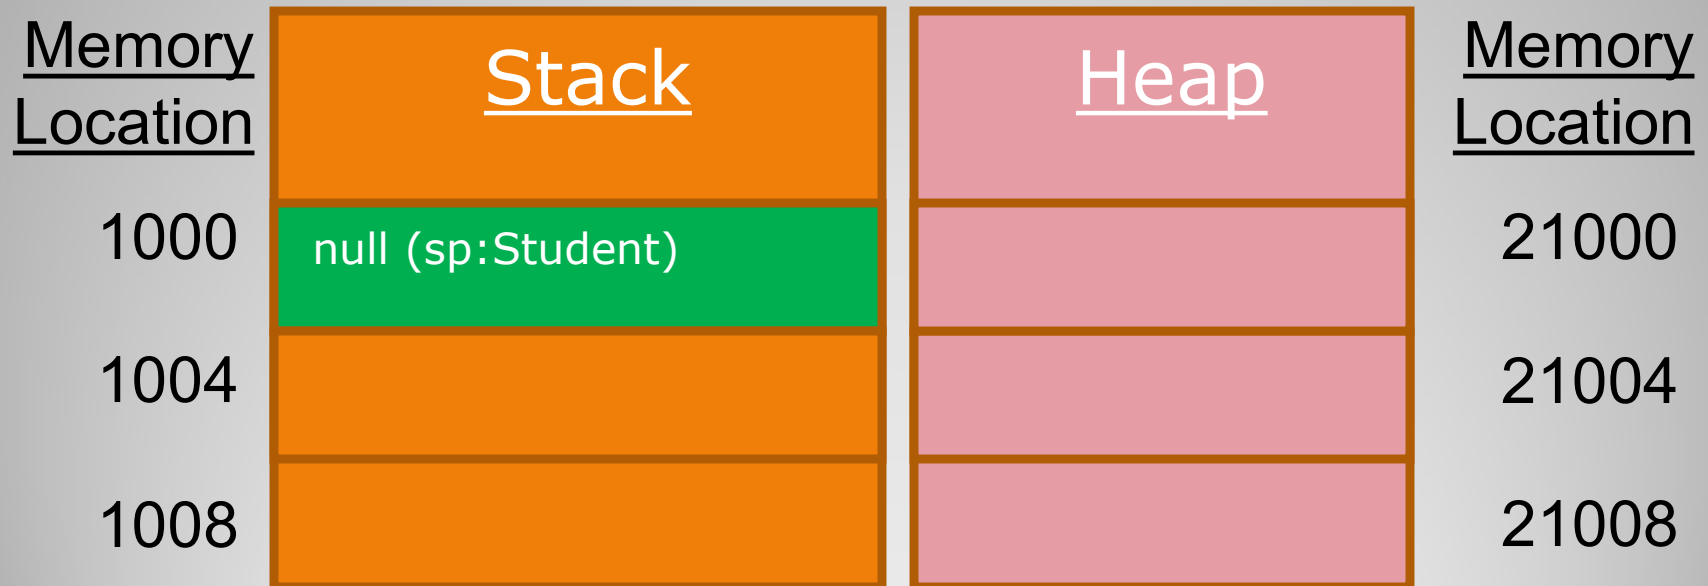 Memory
Location
Stack
Heap
Memory
Location
1000
null (sp:Student)
21000
1004
21004
1008
21008